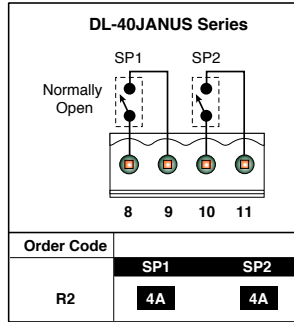 DL-40JANUS Series
SP1 SP2
Normally
Open
8 9 10 11
Order Code
SP1 SP2
R2 4A 4A